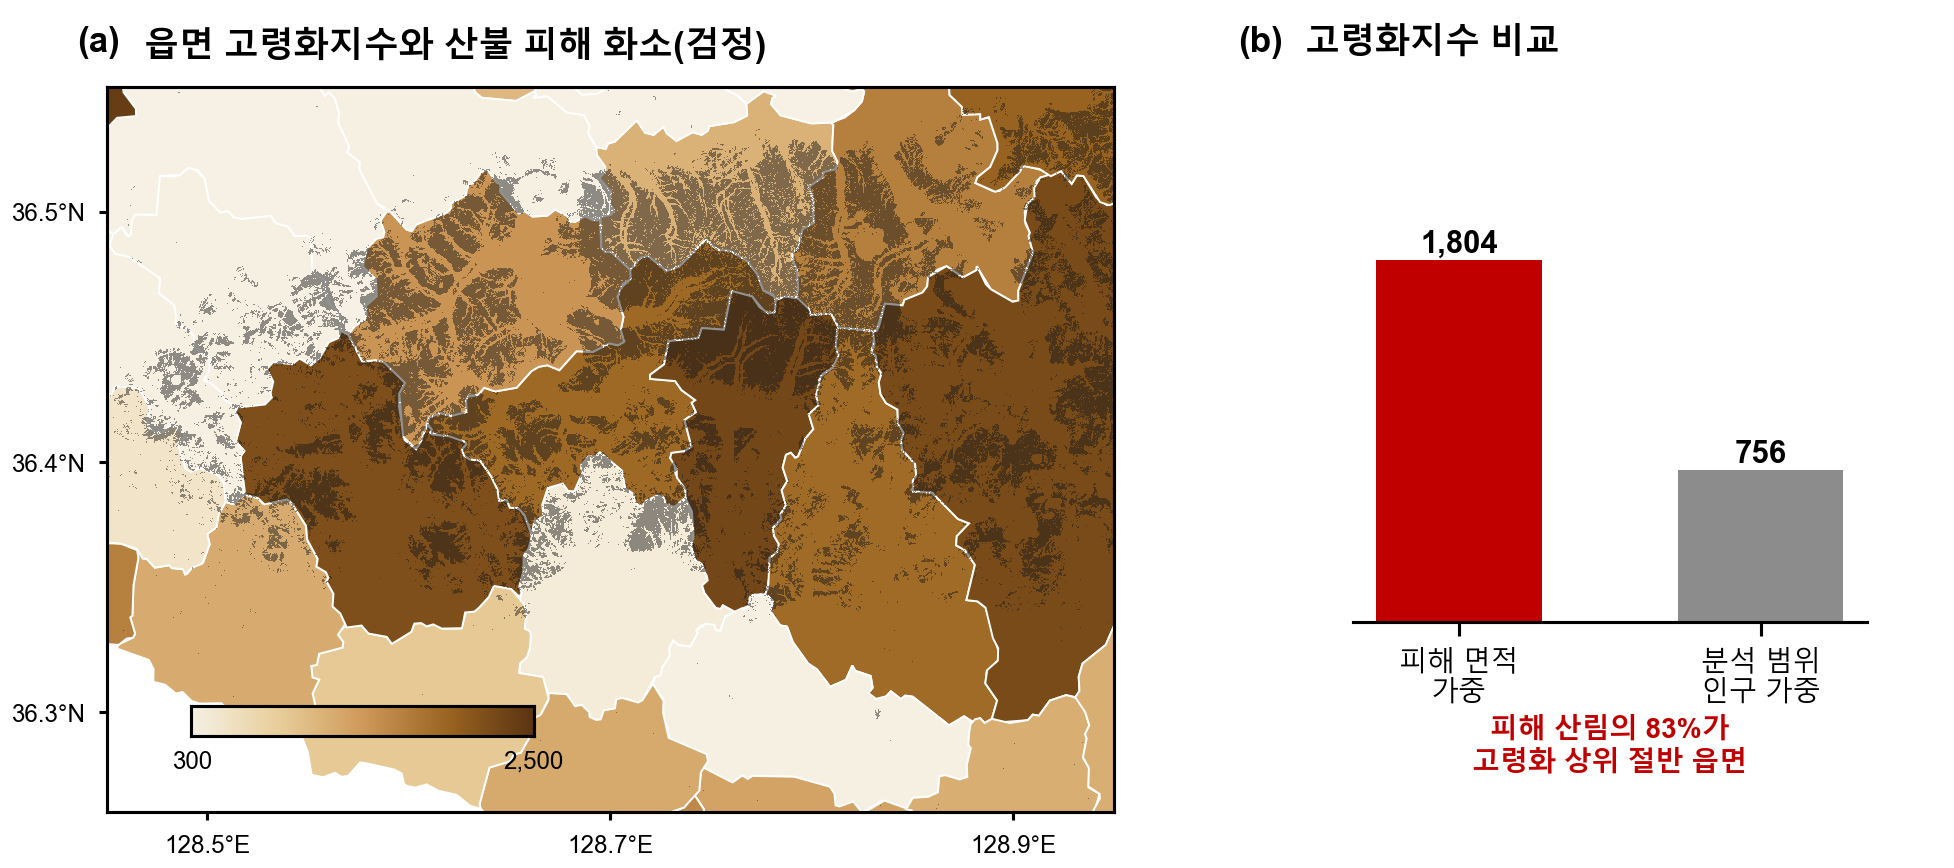 (a) 읍면 고령화지수와 산불 피해 화소(검정)
36.5°N
36.4°N
36.3°N
300 2,500
128.5°E 128.7°E 128.9°E
(b) 고령화지수 비교
1,804
756
피해 면적
가중
분석 범위
인구 가중
피해 산림의 83%가
고령화 상위 절반 읍면